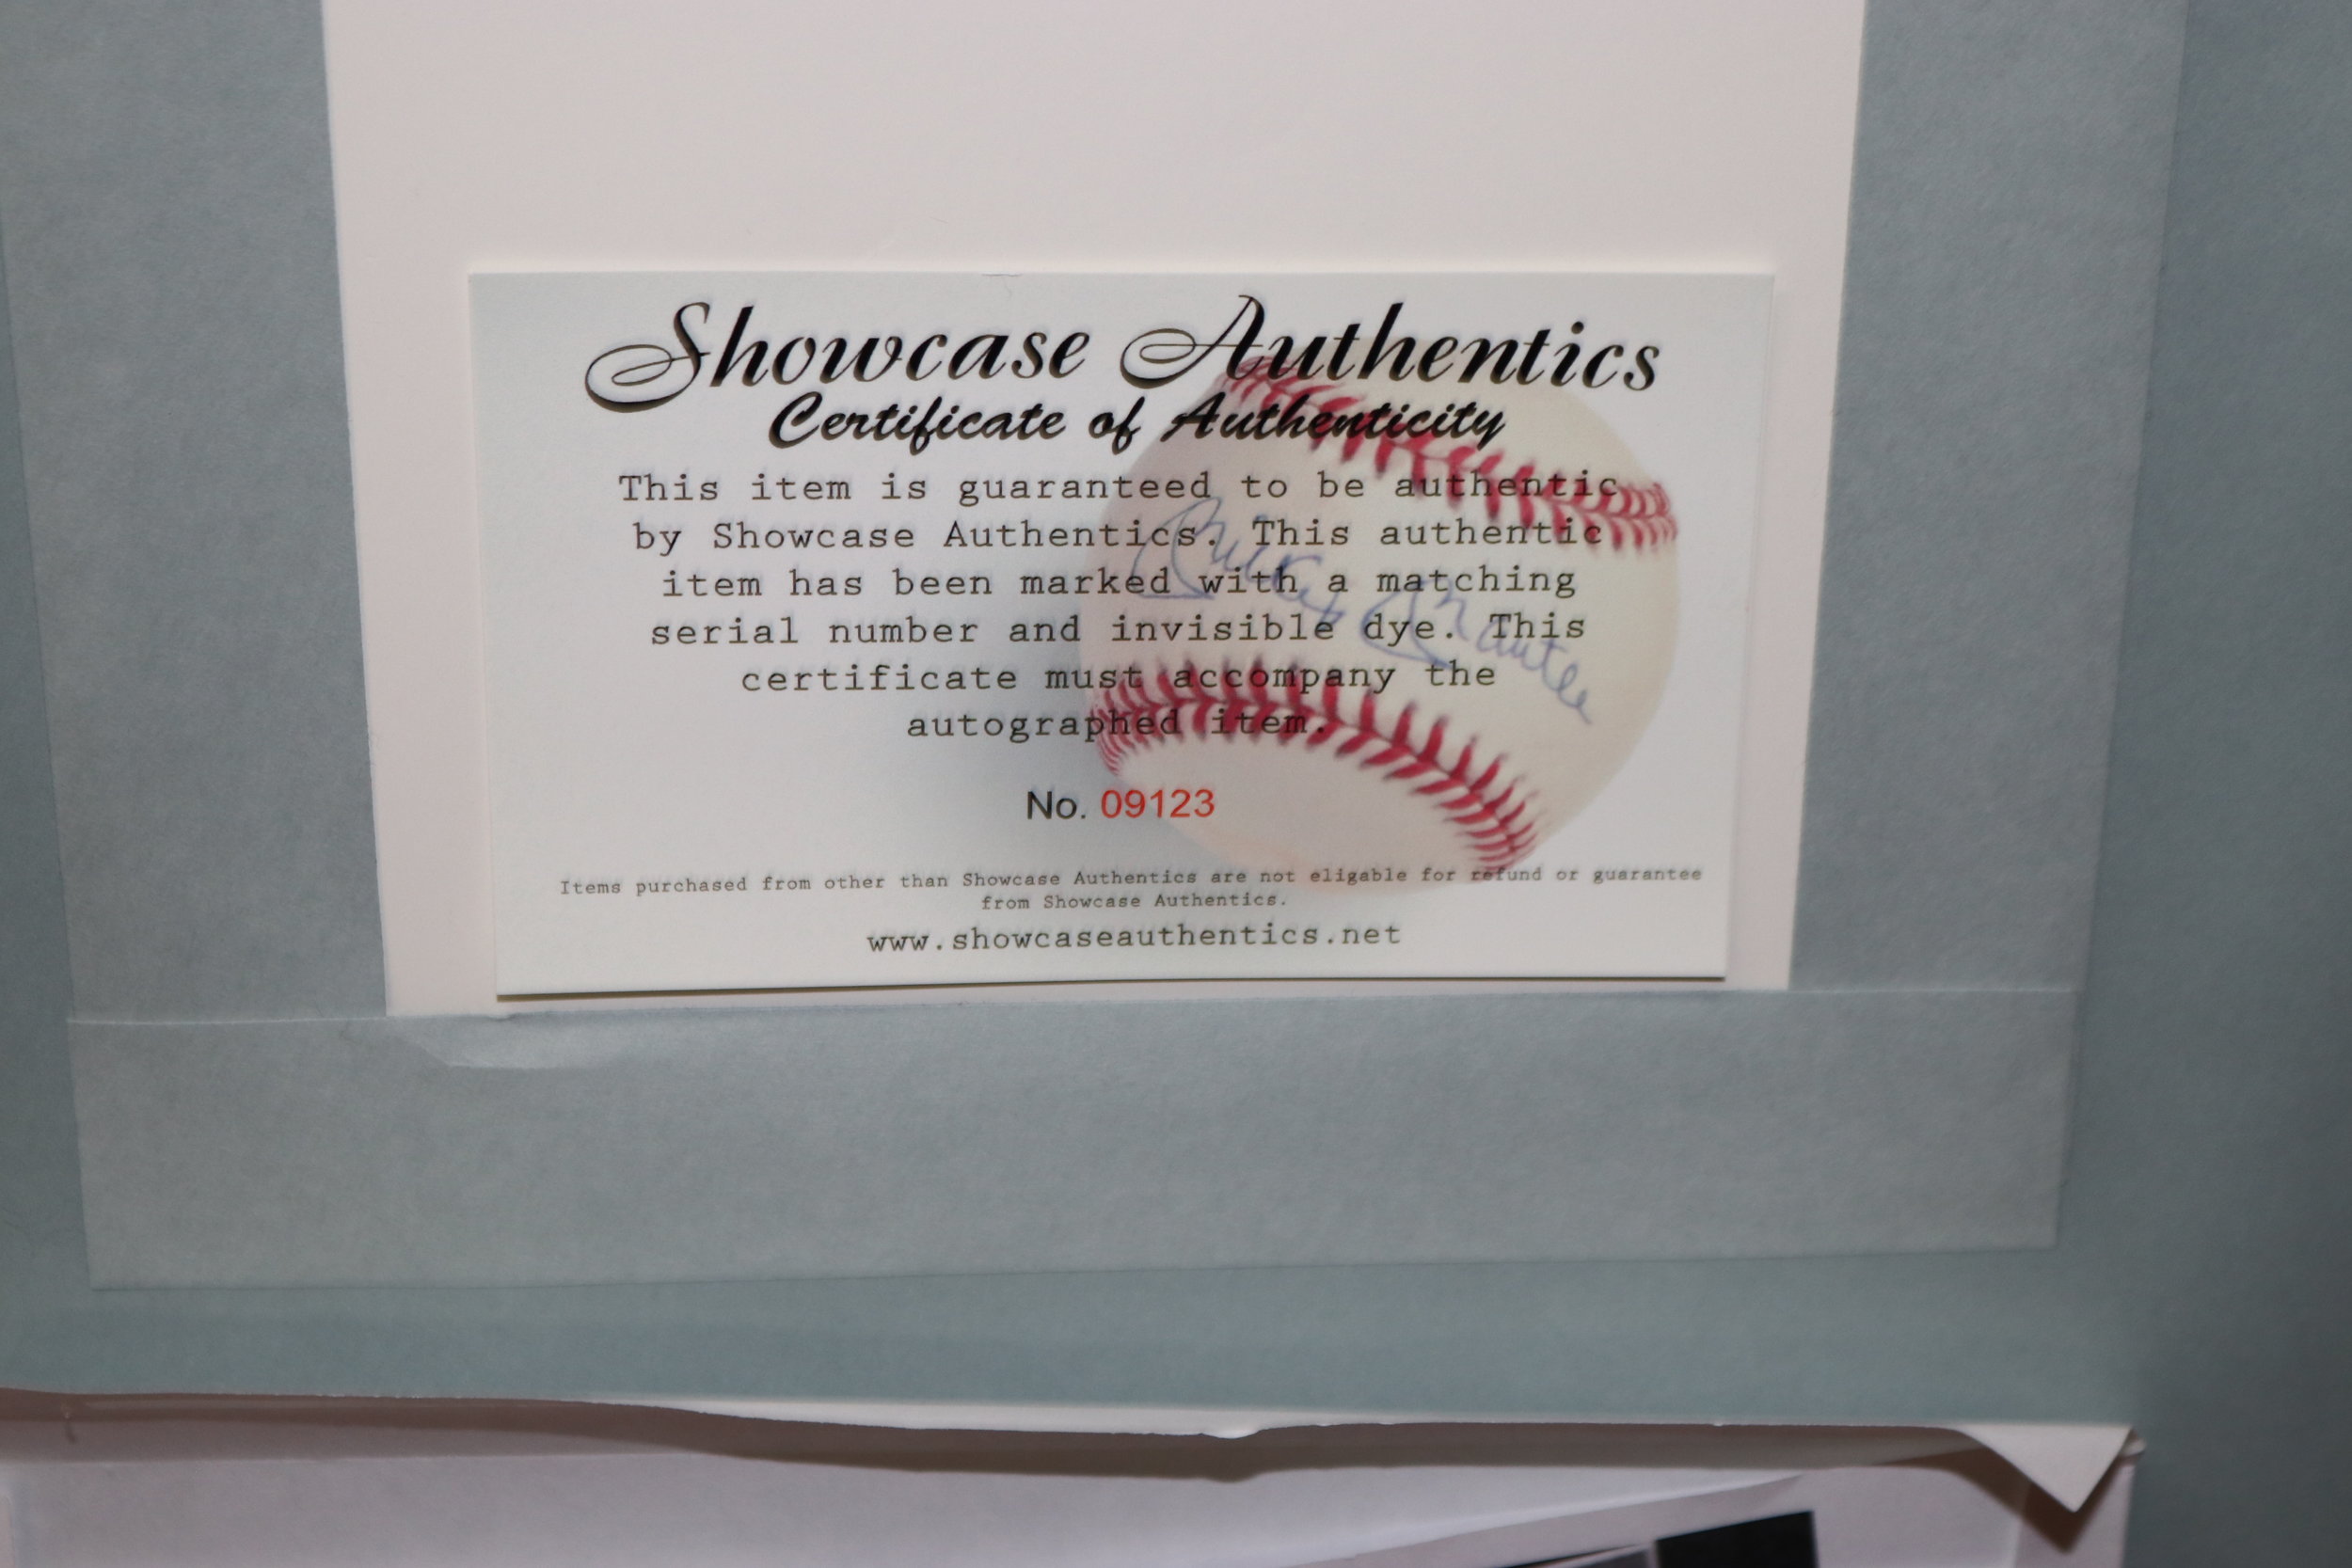 Showcase Authentics
Certificate of Authenticity
This item is guaranteed to be authentic
by Showcase Authentics. This authentic
item has been marked with a matching
serial number and invisible dye. This
certificate must accompany the
autographed item.
Mickey Mantle
No. 09123
Items purchased from other than Showcase Authentics are not eligable for refund or guarantee
from Showcase Authentics.
www.showcaseauthentics.net